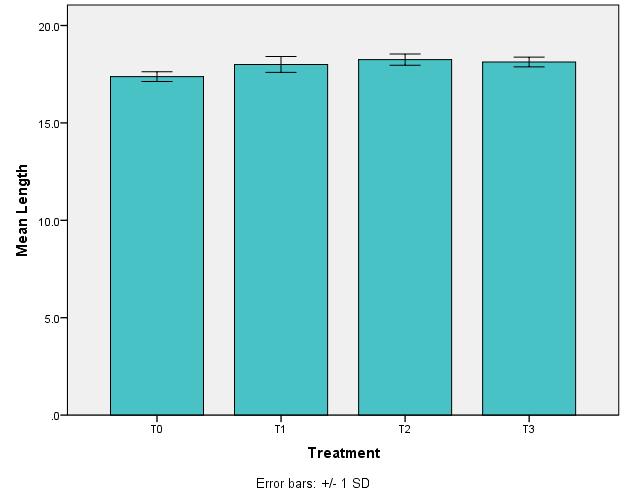 20.0
15.0
10.0
5.0
.0
Mean Length
T0 T1 T2 T3
Treatment
Error bars: +/- 1 SD